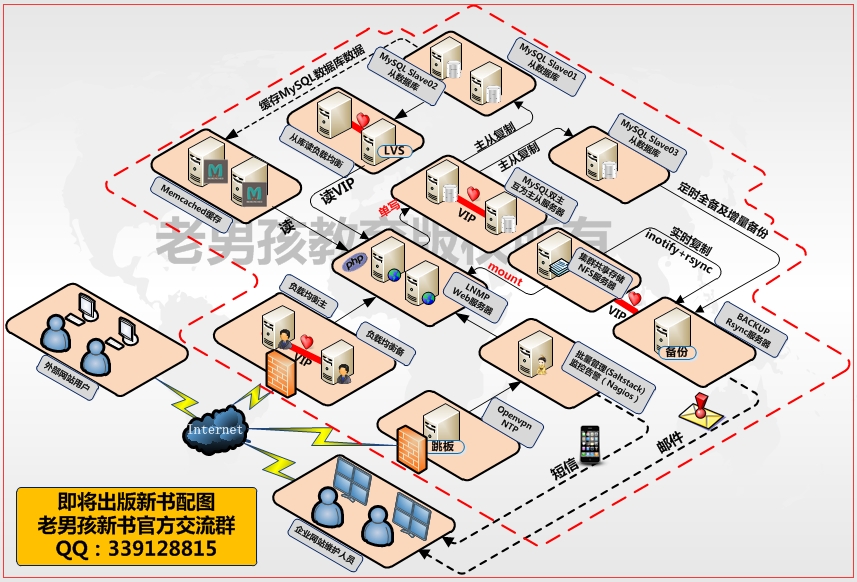 MySQL Slave01
从数据库
MySQL Slave02
从数据库
缓存MySQL数据库数据
LVS
从库读负载均衡
主从复制
主从复制
MySQL Slave03
从数据库
M
M
Memcached缓存
读VIP
读
单写
VIP
MySQL双主
互为主从服务器
定时全备及增量备份
老男孩教育版权所有
实时复制
inotify+rsync
集群共享存储
NFS服务器
php
mount
LNMP
Web服务器
VIP
BACKUP
Rsync服务器
备份
负载均衡主
VIP
负载均衡备
外部网站用户
批量管理(Saltstack)
监控告警(Nagios)
Openvpn
NTP
跳板
Internet
短信
邮件
企业网站维护人员
即将出版新书配图
老男孩新书官方交流群
QQ:339128815